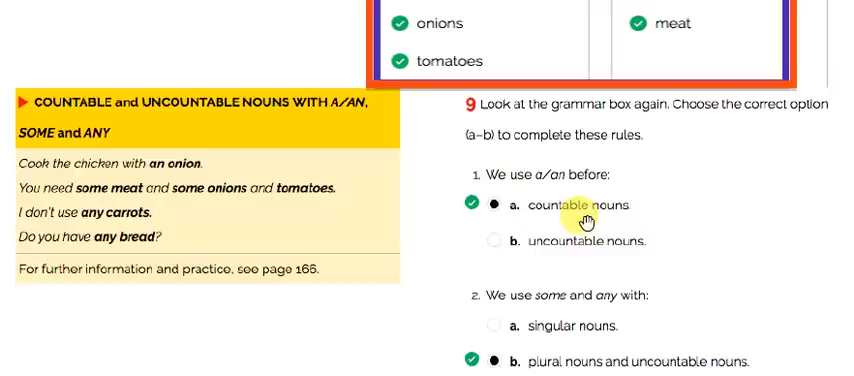 onions
meat
tomatoes
COUNTABLE and UNCOUNTABLE NOUNS WITH A/AN,
SOME and ANY
Cook the chicken with an onion.
You need some meat and some onions and tomatoes.
I don't use any carrots.
Do you have any bread?
For further information and practice, see page 166.
9 Look at the grammar box again. Choose the correct option
(a–b) to complete these rules.
1. We use a/an before:
a. countable nouns.
b. uncountable nouns.
2. We use some and any with:
a. singular nouns.
b. plural nouns and uncountable nouns.